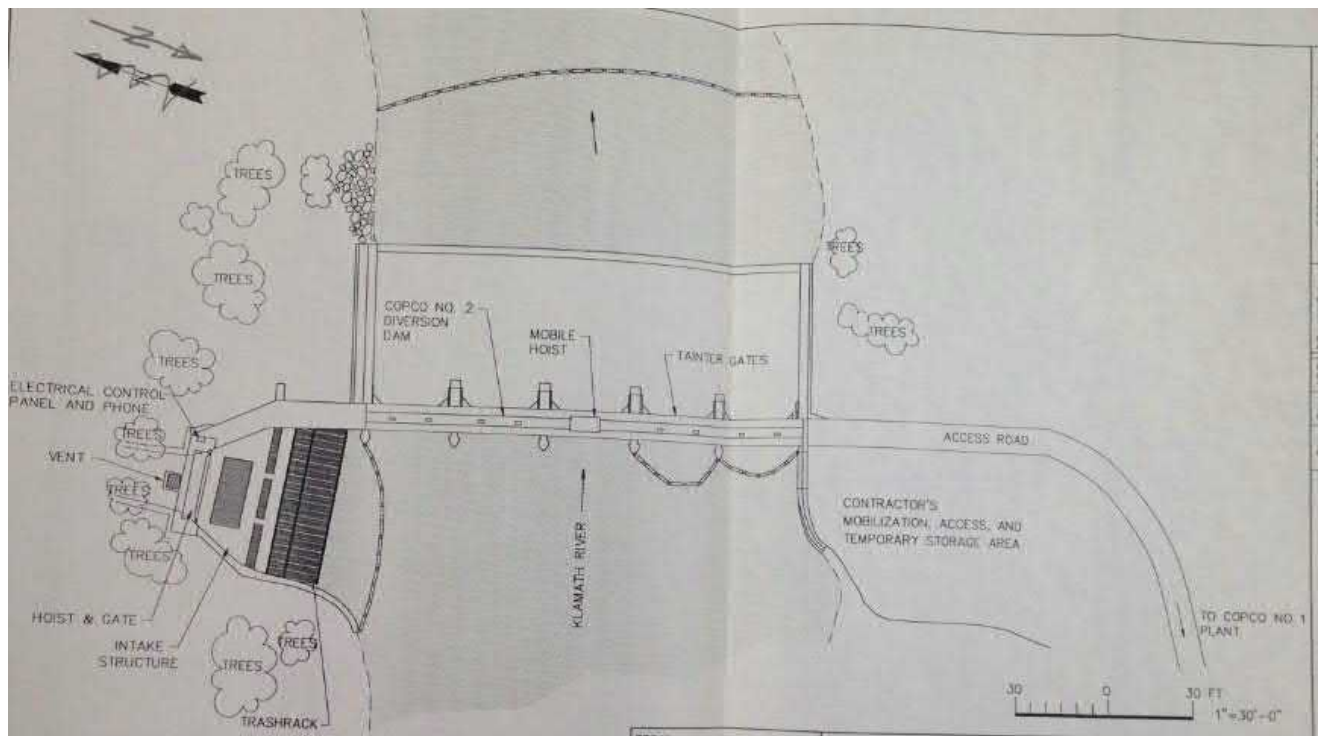 N
TREES
TREES
TREES
TREES
COPCO NO. 2
DIVERSION
DAM
MOBILE
HOIST
TAINTER GATES
TREES
ELECTRICAL CONTROL
PANEL AND PHONE
TREES
VENT
TREES
TREES
ACCESS ROAD
CONTRACTOR'S
MOBILIZATION, ACCESS, AND
TEMPORARY STORAGE AREA
KLAMATH RIVER
HOIST & GATE
INTAKE
STRUCTURE
TREES
TREES
TRASHRACK
TO COPCO NO. 1
PLANT
30 0 30 FT
1"=30'-0"